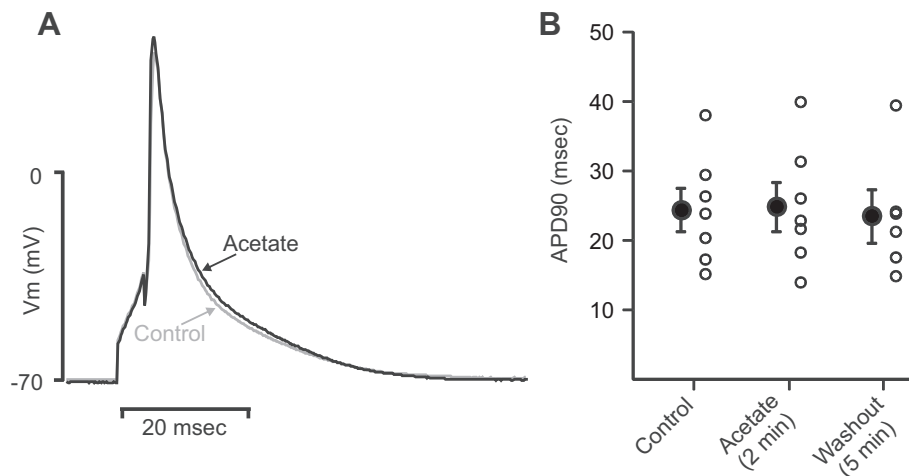 A
0
Vm (mV)
-70
Acetate
Control
20 msec
B
50
40
30
20
10
APD90 (msec)
Control
Acetate
(2 min)
Washout
(5 min)